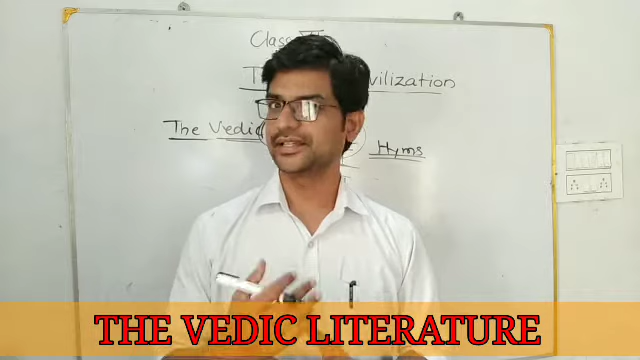 Class
vilization
The Vedic
Hyms
THE VEDIC LITERATURE